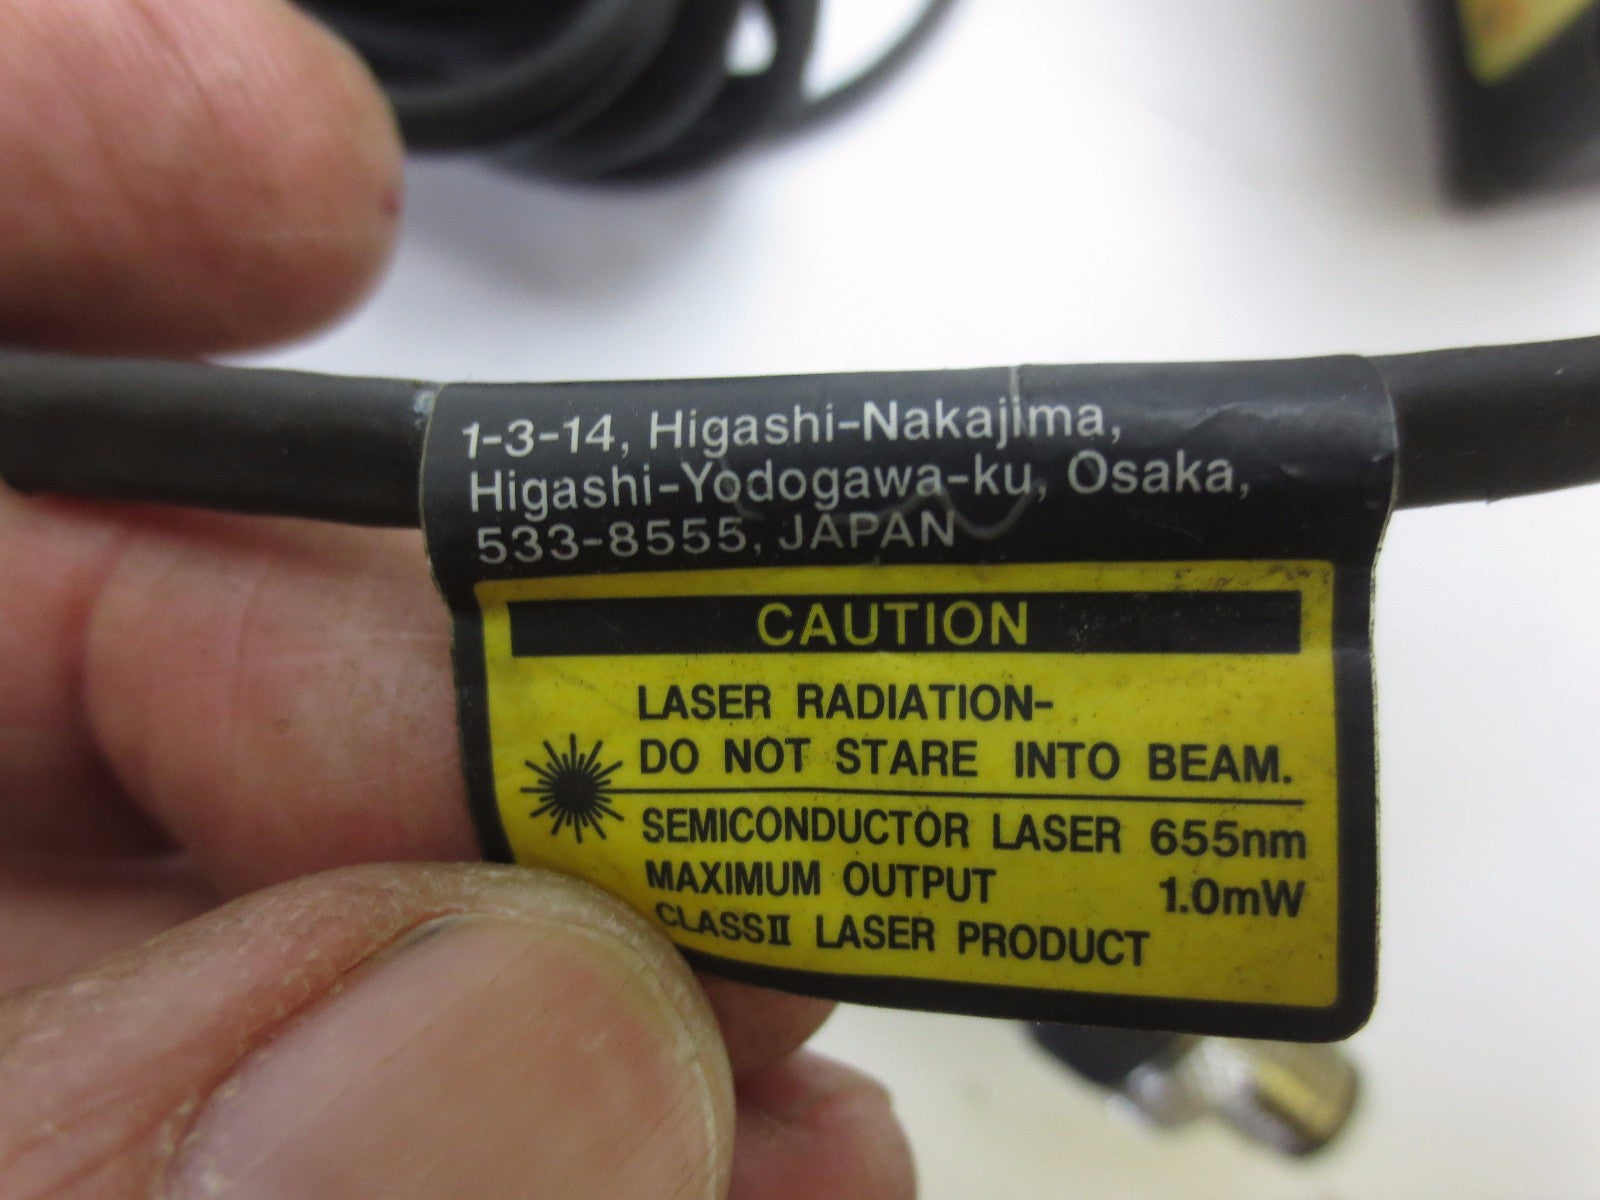 1-3-14, Higashi-Nakajima,
Higashi-Yodogawa-ku, Osaka,
533-8555, JAPAN
CAUTION
LASER RADIATION-
DO NOT STARE INTO BEAM.
SEMICONDUCTOR LASER 655nm
MAXIMUM OUTPUT 1.0mW
CLASSⅡ LASER PRODUCT